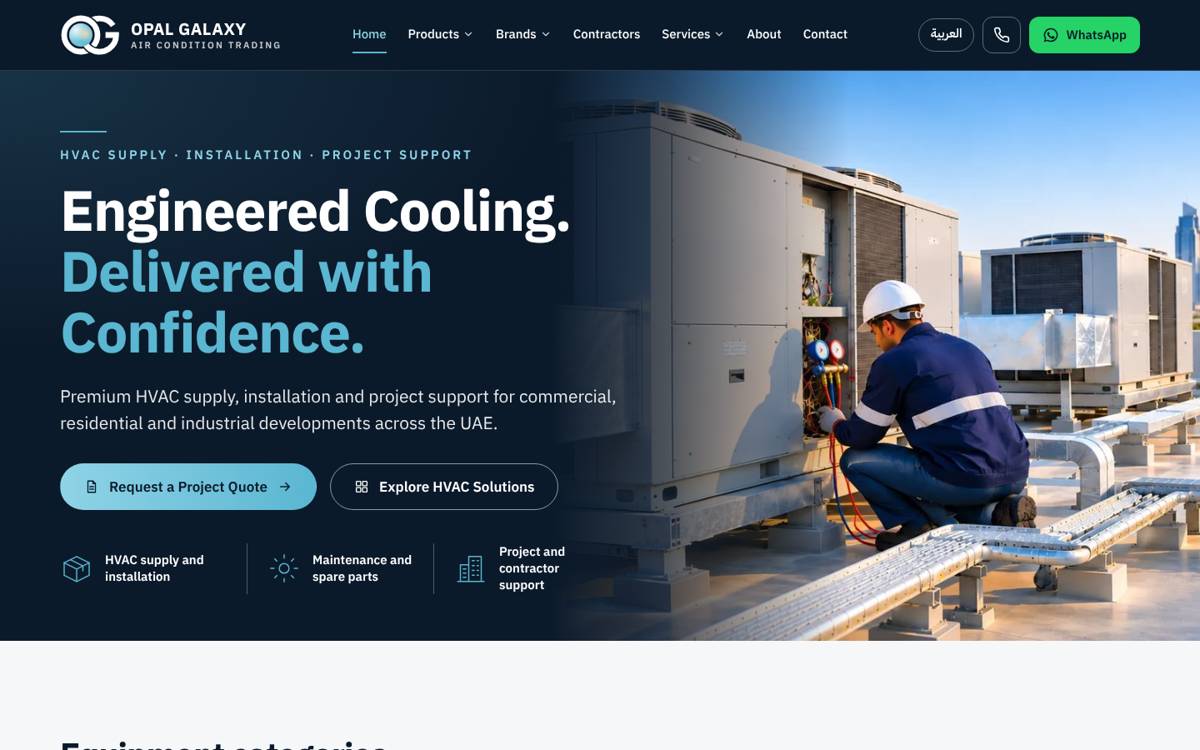 OPAL GALAXY
AIR CONDITION TRADING
Home
Products
Brands
Contractors
Services
About
Contact
العربية
WhatsApp
HVAC SUPPLY · INSTALLATION · PROJECT SUPPORT
Engineered Cooling.
Delivered with
Confidence.
Premium HVAC supply, installation and project support for commercial,
residential and industrial developments across the UAE.
Request a Project Quote
Explore HVAC Solutions
HVAC supply and
installation
Maintenance and
spare parts
Project and
contractor
support
Equipment categories